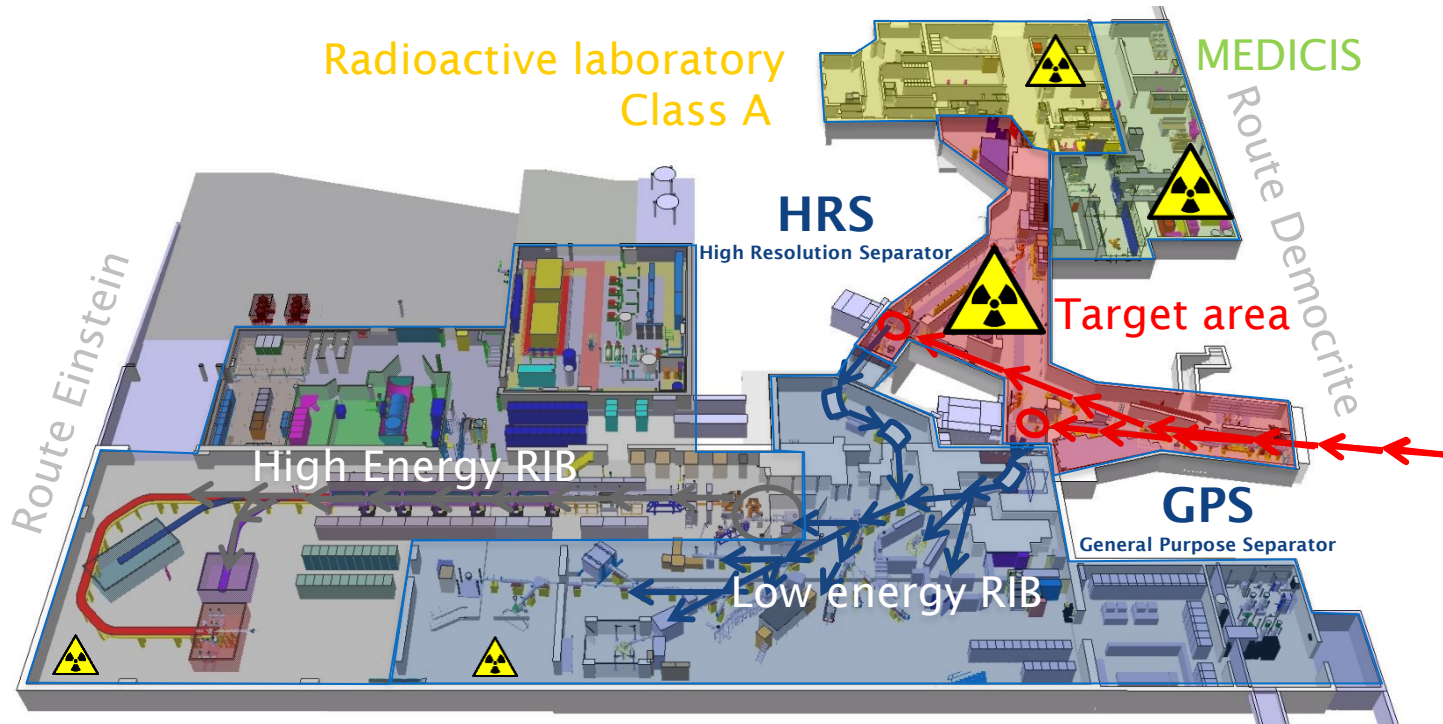 Radioactive laboratory
Class A
MEDICIS
Route Democrite
HRS
High Resolution Separator
Target area
Route Einstein
High Energy RIB
GPS
General Purpose Separator
Low energy RIB